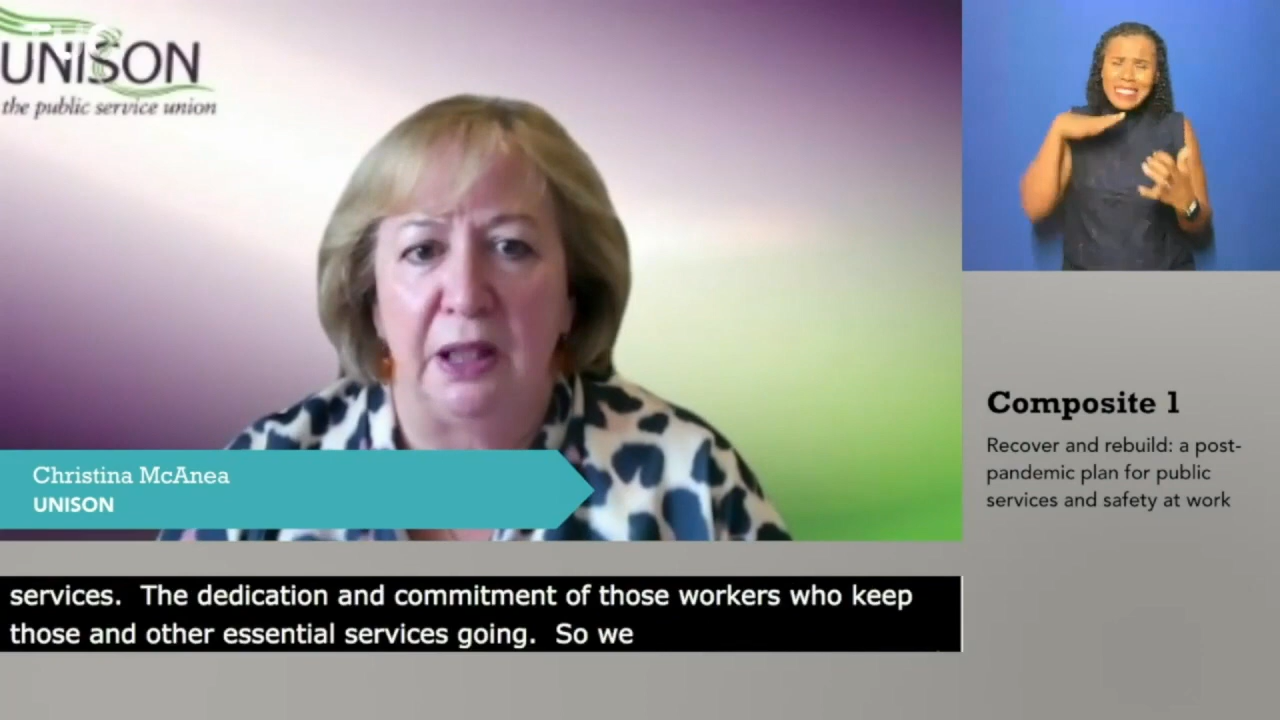 TUC
UNISON
the public service union
Christina McAnea
UNISON
Composite 1
Recover and rebuild: a post-
pandemic plan for public
services and safety at work
services. The dedication and commitment of those workers who keep
those and other essential services going. So we